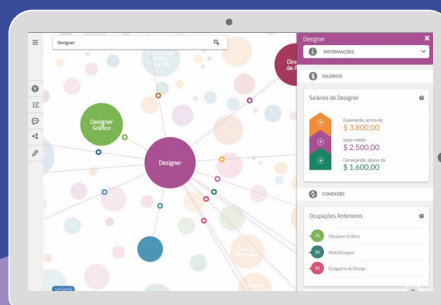 Designer
Designer
Gráfico
Designer
Designer
INFORMAÇÕES
SALÁRIOS
Salários de Designer
Experiente, acima de
$ 3.800,00
Valor médio
$ 2.500,00
Começando, abaixo de
$ 1.600,00
CONEXÕES
Ocupações Anteriores
Designer Gráfico
Web Designer
Estagiário de Design